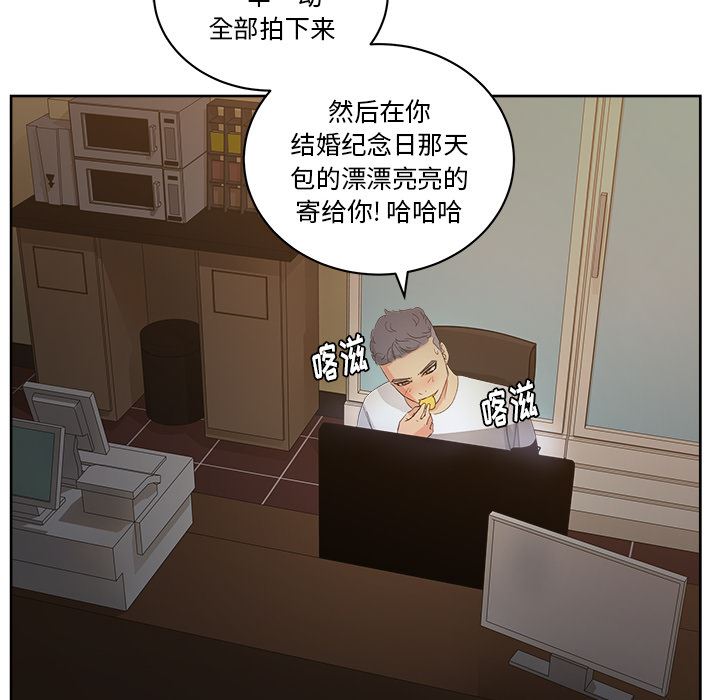 全部拍下来
然后在你
结婚纪念日那天
包的漂漂亮亮的
寄给你! 哈哈哈
喀滋
喀滋